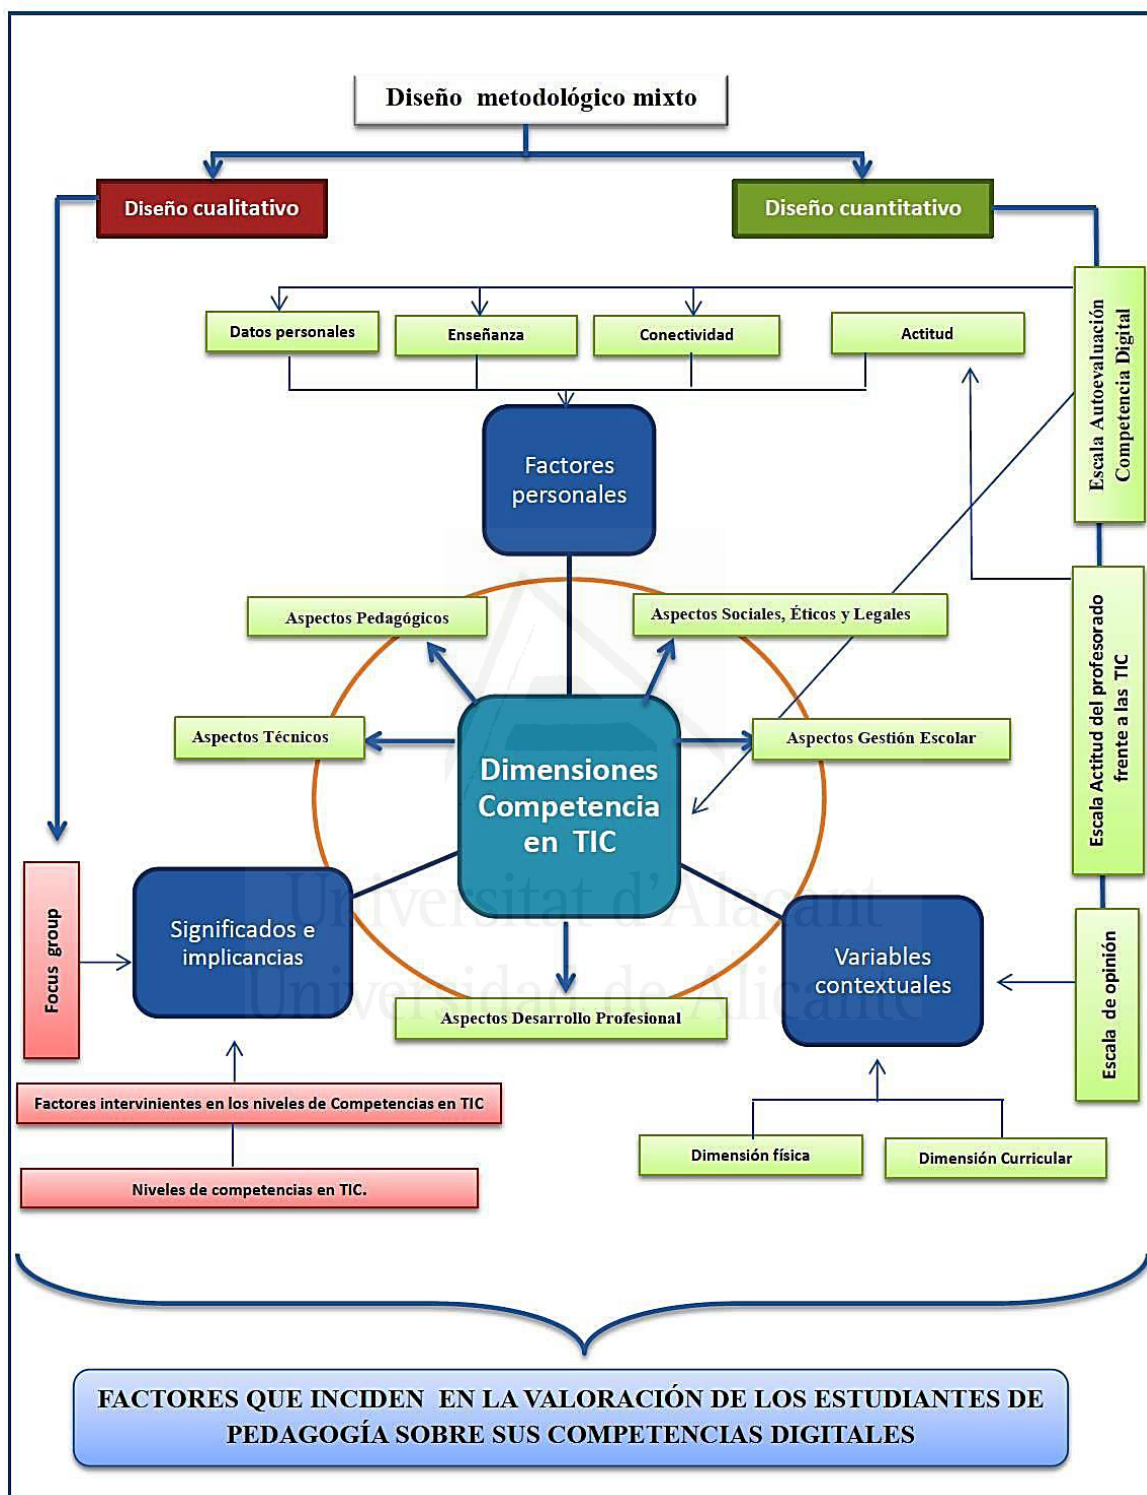 Diseño metodológico mixto
Diseño cualitativo
Diseño cuantitativo
Datos personales
Enseñanza
Conectividad
Actitud
Escala Autoevaluación
Competencia Digital
Factores
personales
Aspectos Pedagógicos
Aspectos Sociales, Éticos y Legales
Escala Actitud del profesorado
frente a las TIC
Aspectos Técnicos
Aspectos Gestión Escolar
Dimensiones
Competencia
en TIC
Focus group
Significados e
implicancias
Universitat d'Alacant
Universidad de Alicante
Variables
contextuales
Escala de opinión
Aspectos Desarrollo Profesional
Factores intervinientes en los niveles de Competencias en TIC
Niveles de competencias en TIC.
Dimensión física
Dimensión Curricular
FACTORES QUE INCIDEN EN LA VALORACIÓN DE LOS ESTUDIANTES DE
PEDAGOGÍA SOBRE SUS COMPETENCIAS DIGITALES